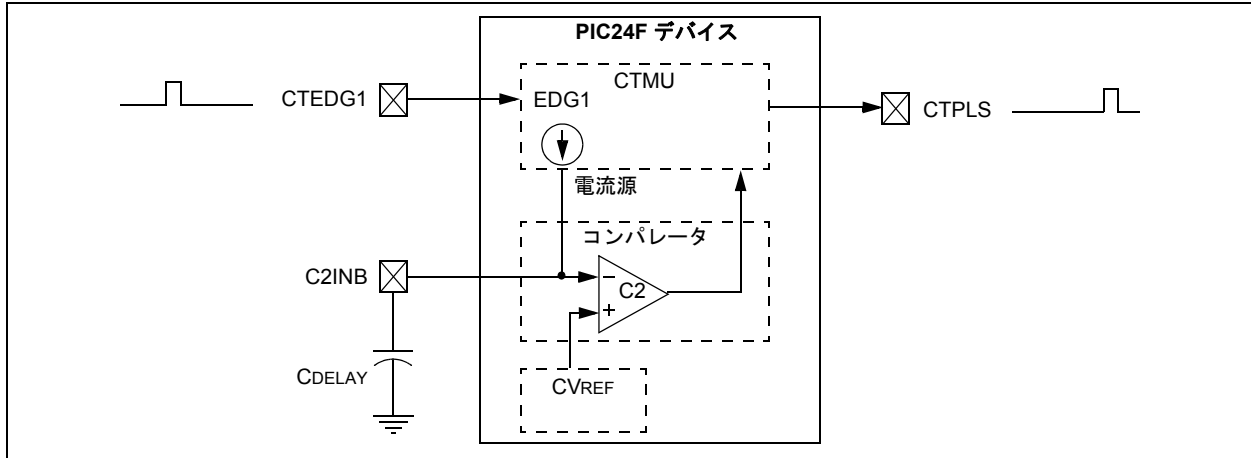 PIC24F デバイス
CTMU
CTEDG1
EDG1
CTPLS
電流源
コンパレータ
C2INB
−
C2
+
CDELAY
CVREF